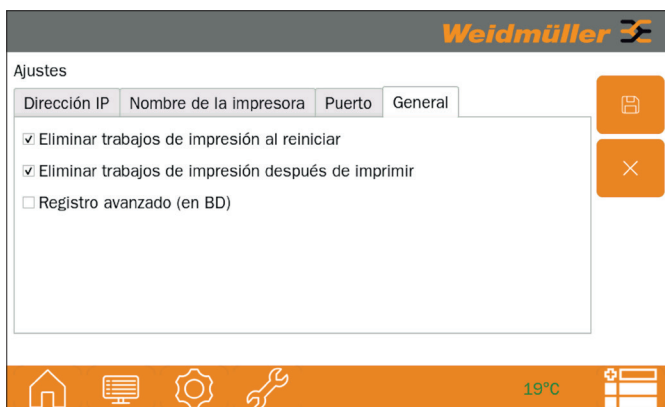 Weidmüller
Ajustes
Dirección IP
Nombre de la impresora
Puerto
General
Eliminar trabajos de impresión al reiniciar
Eliminar trabajos de impresión después de imprimir
Registro avanzado (en BD)
19°C